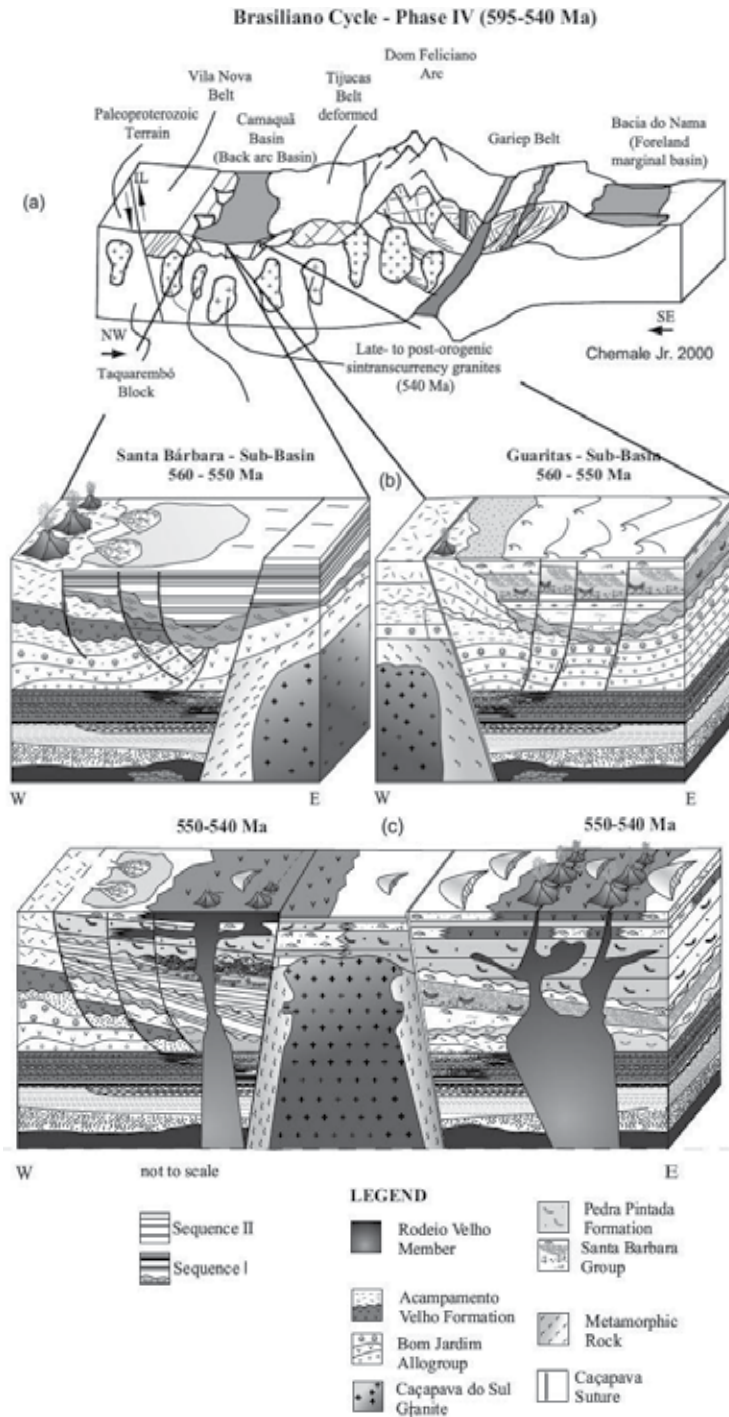 Brasiliano Cycle - Phase IV (595-540 Ma)
Dom Feliciano
Arc
Vila Nova
Belt
Tijucas
Belt
deformed
Paleoproterozoic
Terrain
Camaquã
Basin
(Back arc Basin)
Gariep Belt
Bacia do Nama
(Foreland
marginal basin)
(a)
IL
NW
SE
Taquarembó
Block
Late- to post-orogenic
sintranscurrency granites
(540 Ma)
Chemale Jr. 2000
Santa Bárbara - Sub-Basin
560 - 550 Ma
(b)
Guaritas - Sub-Basin
560 - 550 Ma
W
E
W
E
550-540 Ma
(c)
550-540 Ma
W
not to scale
E
Sequence II
Sequence I
LEGEND
Rodeio Velho
Member
Acampamento
Velho Formation
Bom Jardim
Allogroup
Caçapava do Sul
Granite
Pedra Pintada
Formation
Santa Barbara
Group
Metamorphic
Rock
Caçapava
Suture